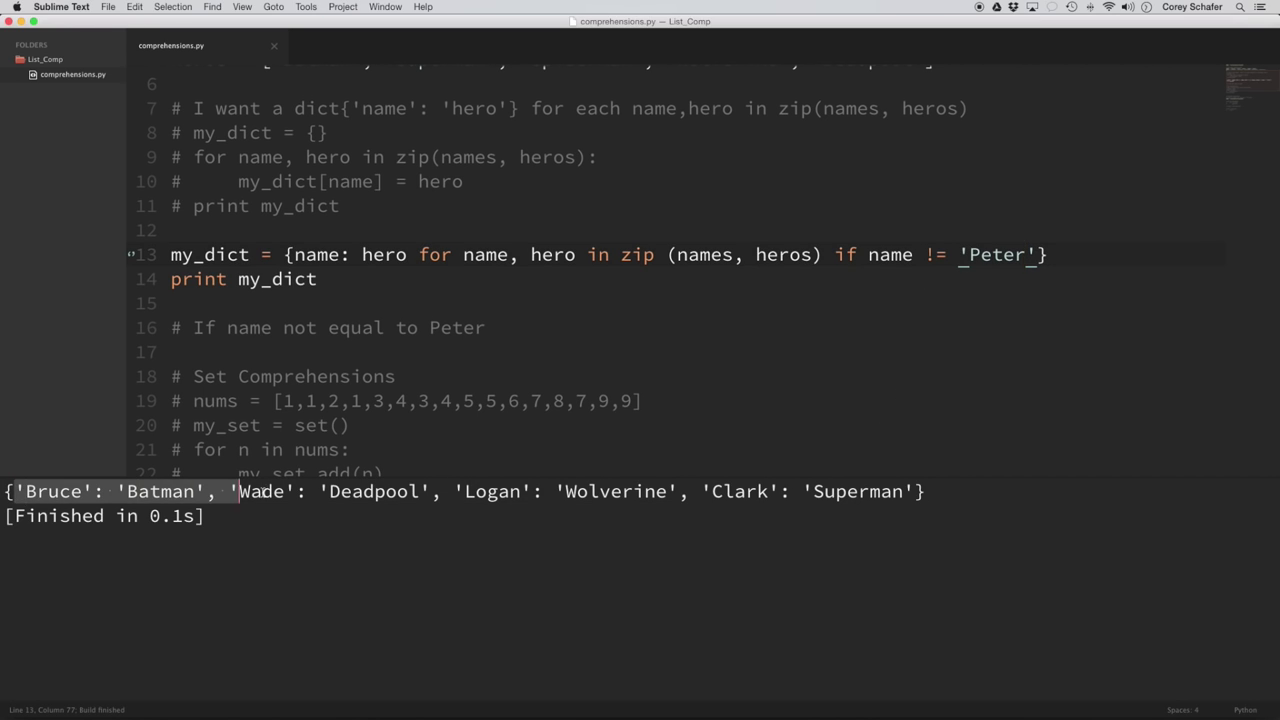 Sublime Text File Edit Selection Find View Goto Tools Project Window Help Corey Schafer
comprehensions.py — List_Comp
FOLDERS
List_Comp
comprehensions.py
comprehensions.py
6
7 # I want a dict{'name': 'hero'} for each name,hero in zip(names, heros)
8 # my_dict = {}
9 # for name, hero in zip(names, heros):
10 #     my_dict[name] = hero
11 # print my_dict
12
13 my_dict = {name: hero for name, hero in zip (names, heros) if name != 'Peter'}
14 print my_dict
15
16 # If name not equal to Peter
17
18 # Set Comprehensions
19 # nums = [1,1,2,1,3,4,3,4,5,5,6,7,8,7,9,9]
20 # my_set = set()
21 # for n in nums:
22 #     my_set.add(n)
{'Bruce': 'Batman', 'Wade': 'Deadpool', 'Logan': 'Wolverine', 'Clark': 'Superman'}
[Finished in 0.1s]
Line 13, Column 77; Build finished Spaces: 4 Python